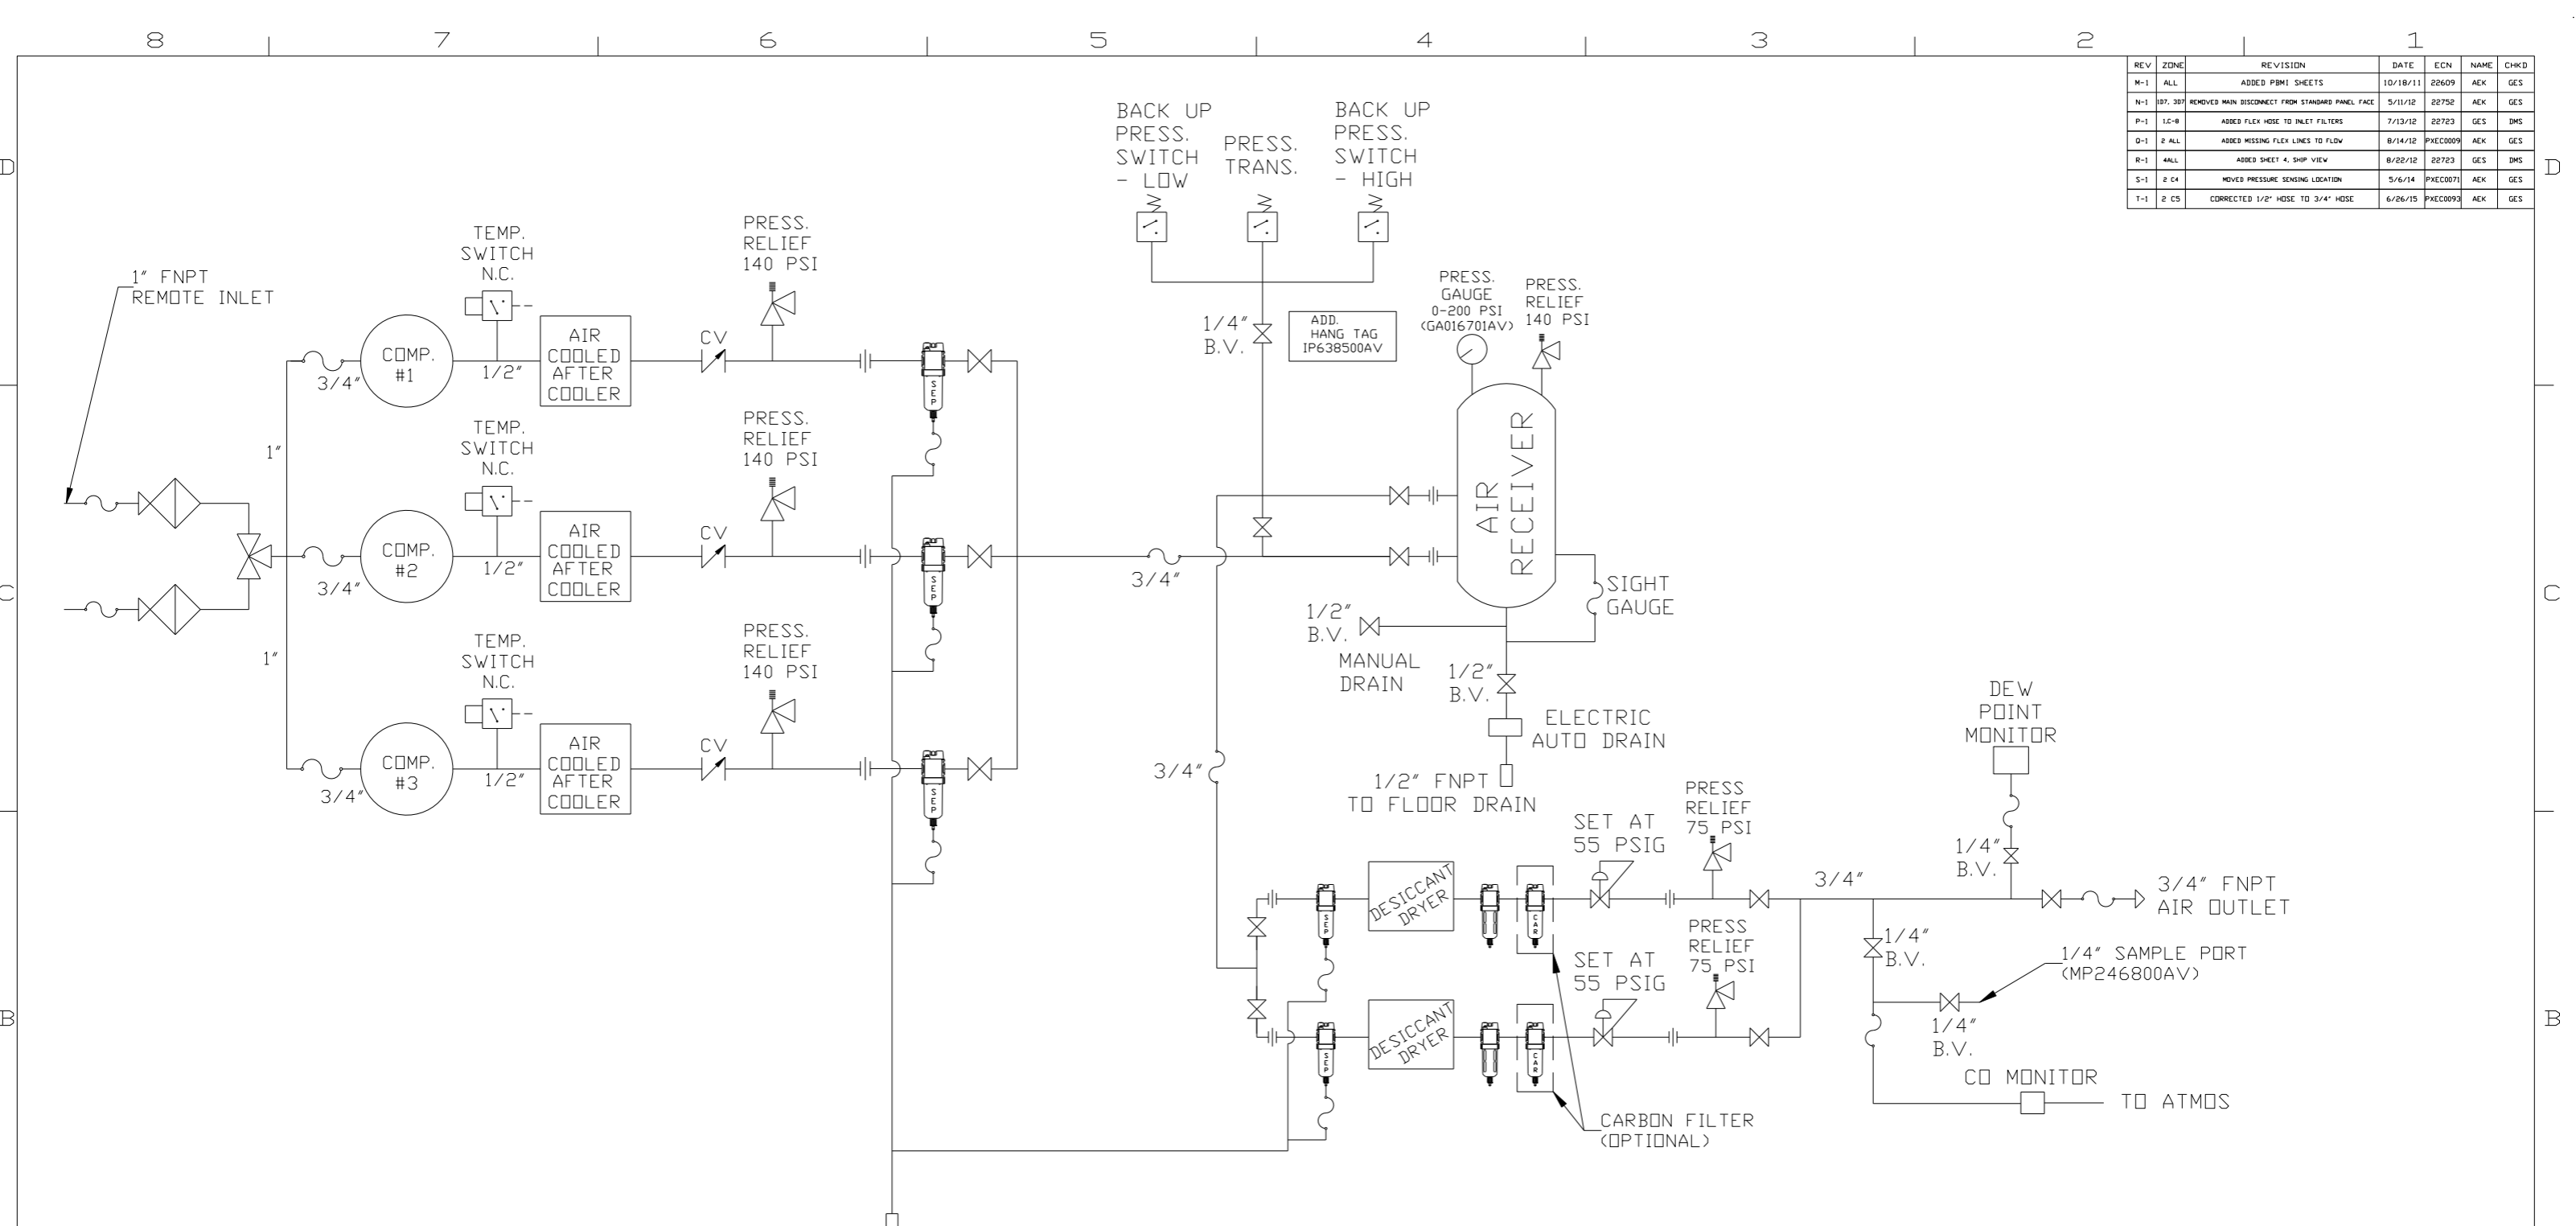 8 7 6 5 4 3 2 1
D
C
B
D
C
B
REV ZONE REVISION DATE ECN NAME CHKD
M-1 ALL ADDED PBMI SHEETS 10/18/11 22609 AEK GES
N-1 1D7, 3D7 REMOVED MAIN DISCONNECT FROM STANDARD PANEL FACE 5/11/12 22752 AEK GES
P-1 1,C-8 ADDED FLEX HOSE TO INLET FILTERS 7/13/12 22723 GES DMS
Q-1 2 ALL ADDED MISSING FLEX LINES TO FLOW 8/14/12 PXEC0009 AEK GES
R-1 4ALL ADDED SHEET 4, SHIP VIEW 8/22/12 22723 GES DMS
S-1 2 C4 MOVED PRESSURE SENSING LOCATION 5/6/14 PXEC0071 AEK GES
T-1 2 C5 CORRECTED 1/2" HOSE TO 3/4" HOSE 6/26/15 PXEC0093 AEK GES
1" FNPT
REMOTE INLET
1"
1"
3/4"
COMP.
#1
TEMP.
SWITCH
N.C.
1/2"
AIR
COOLED
AFTER
COOLER
CV
PRESS.
RELIEF
140 PSI
SEP
3/4"
COMP.
#2
TEMP.
SWITCH
N.C.
1/2"
AIR
COOLED
AFTER
COOLER
CV
PRESS.
RELIEF
140 PSI
SEP
3/4"
COMP.
#3
TEMP.
SWITCH
N.C.
1/2"
AIR
COOLED
AFTER
COOLER
CV
PRESS.
RELIEF
140 PSI
SEP
BACK UP
PRESS.
SWITCH
- LOW
PRESS.
TRANS.
BACK UP
PRESS.
SWITCH
- HIGH
1/4"
B.V.
ADD.
HANG TAG
IP638500AV
PRESS.
GAUGE
0-200 PSI
(GA016701AV)
PRESS.
RELIEF
140 PSI
AIR
RECEIVER
3/4"
SIGHT
GAUGE
1/2"
B.V.
MANUAL
DRAIN
1/2"
B.V.
ELECTRIC
AUTO DRAIN
1/2" FNPT
TO FLOOR DRAIN
3/4"
SEP
DESICCANT
DRYER
CAR
SET AT
55 PSIG
PRESS
RELIEF
75 PSI
SEP
DESICCANT
DRYER
CAR
SET AT
55 PSIG
PRESS
RELIEF
75 PSI
CARBON FILTER
(OPTIONAL)
3/4"
DEW
POINT
MONITOR
1/4"
B.V.
3/4" FNPT
AIR OUTLET
1/4"
B.V.
1/4" SAMPLE PORT
(MP246800AV)
1/4"
B.V.
CO MONITOR
TO ATMOS